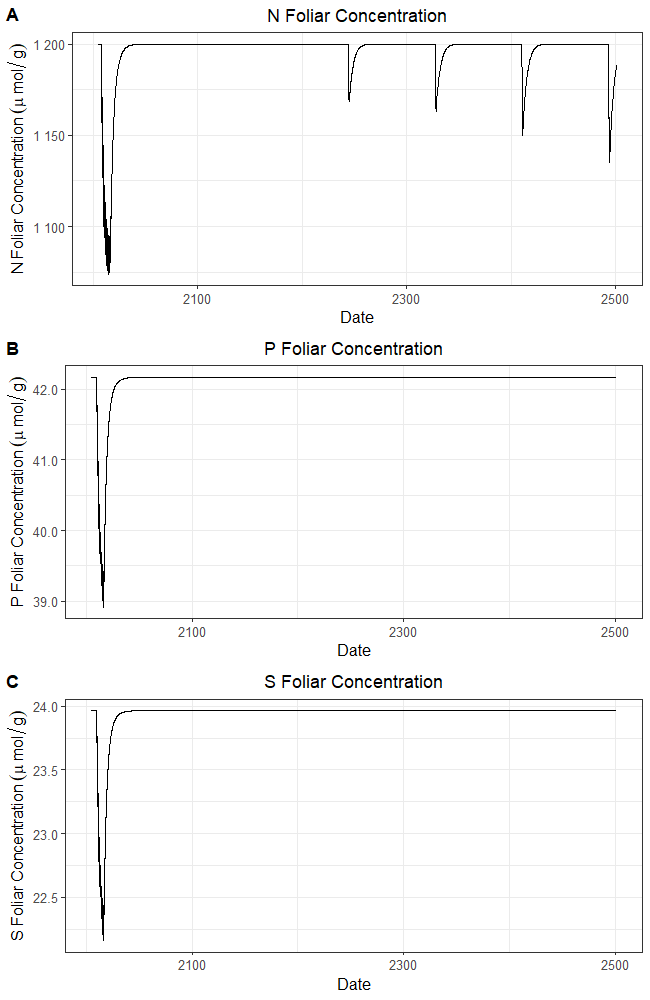 A
N Foliar Concentration
N Foliar Concentration (μ mol/g)
1 200
1 150
1 100
2100
2300
2500
Date
B
P Foliar Concentration
P Foliar Concentration (μ mol/g)
42.0
41.0
40.0
39.0
2100
2300
2500
Date
C
S Foliar Concentration
S Foliar Concentration (μ mol/g)
24.0
23.5
23.0
22.5
2100
2300
2500
Date